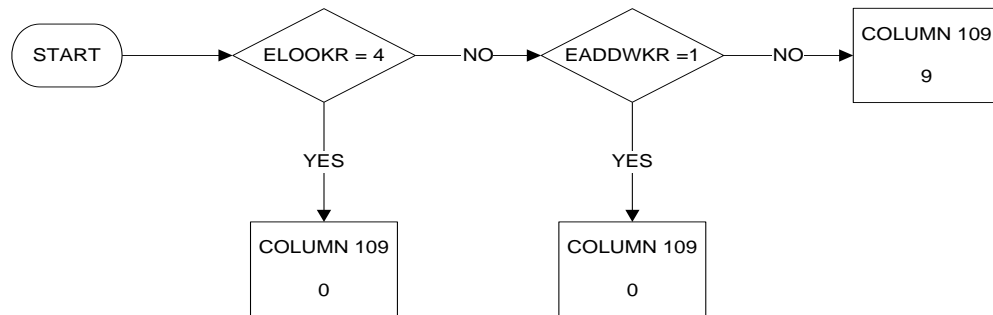 START
ELOOKR = 4
NO
EADDWKR =1
NO
COLUMN 109
9
YES
YES
COLUMN 109
0
COLUMN 109
0